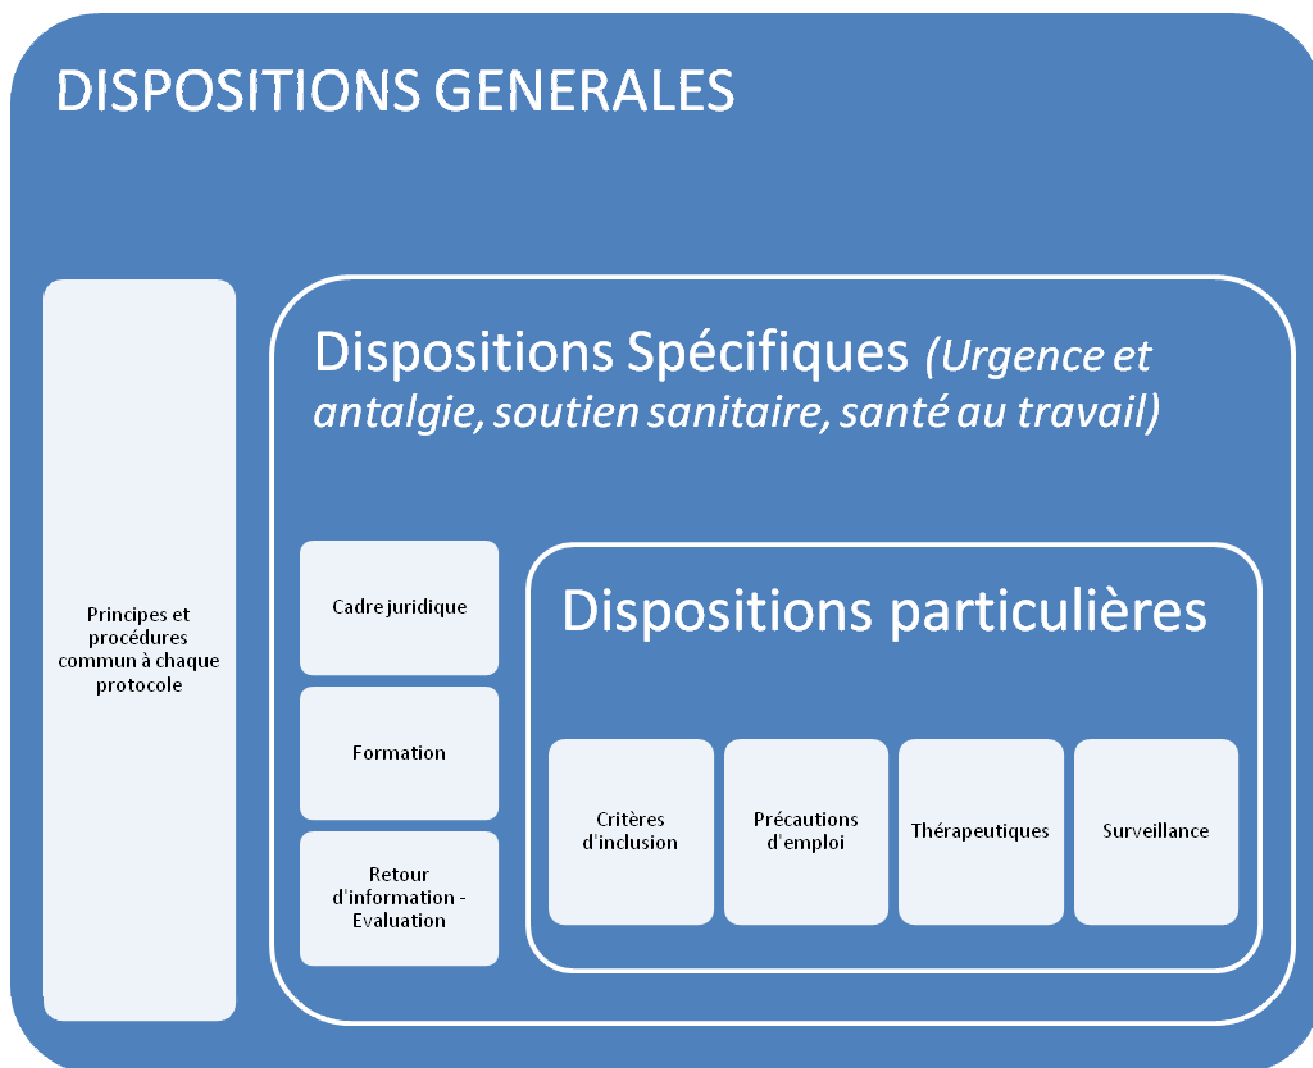 DISPOSITIONS GENERALES
Principes et
procédures
commun à chaque
protocole
Dispositions Spécifiques (Urgence et
antalgie, soutien sanitaire, santé au travail)
Cadre juridique
Formation
Retour
d'information -
Evaluation
Dispositions particulières
Critères
d'inclusion
Précautions
d'emploi
Thérapeutiques
Surveillance